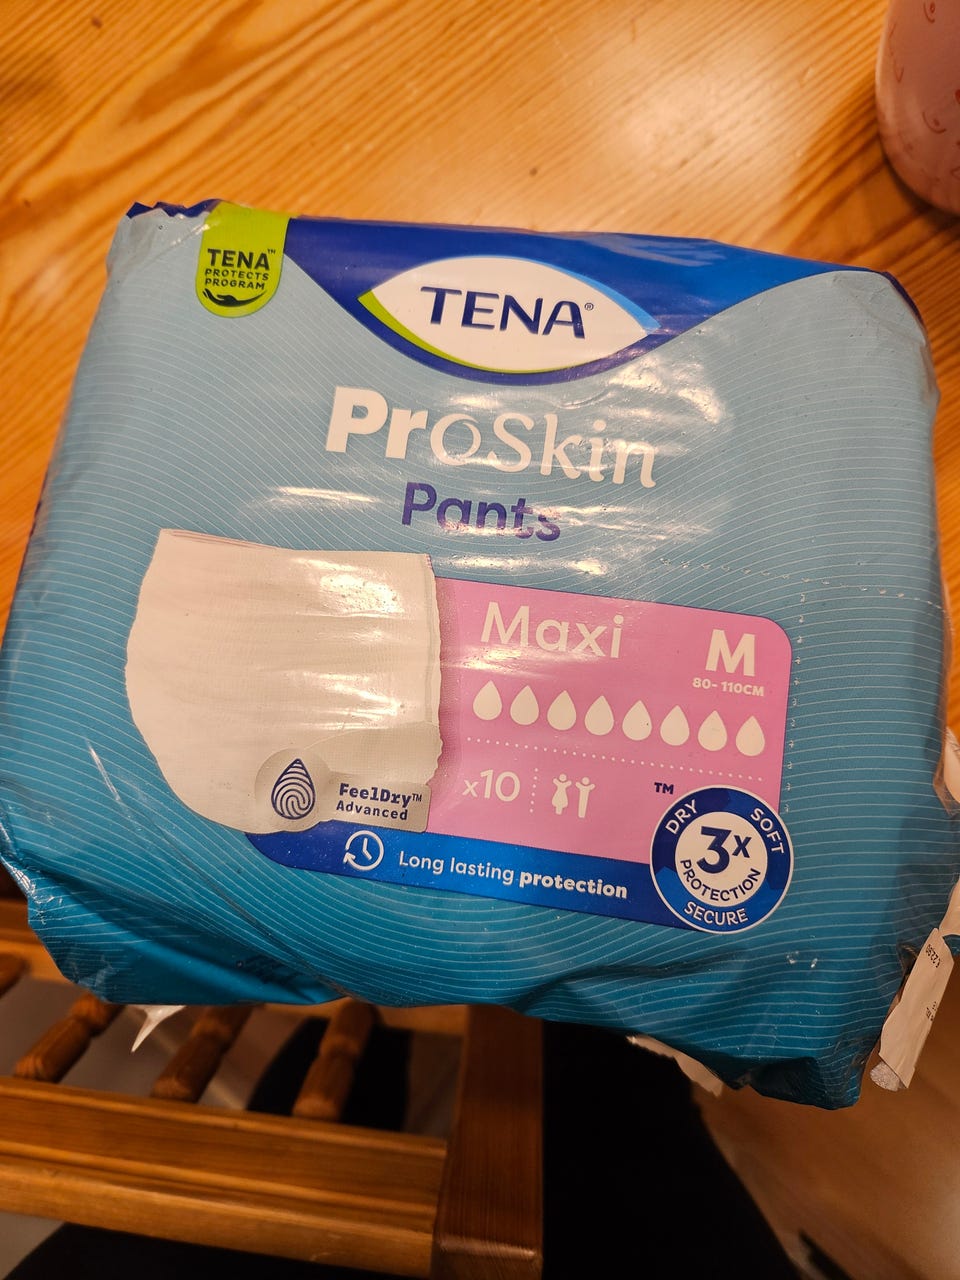 TENA™
PROTECTS
PROGRAM
TENA®
ProSkin
Pants
Maxi
M
80-110CM
x10
FeelDry™
Advanced
Long lasting protection
™
DRY SOFT
3x
PROTECTION
SECURE